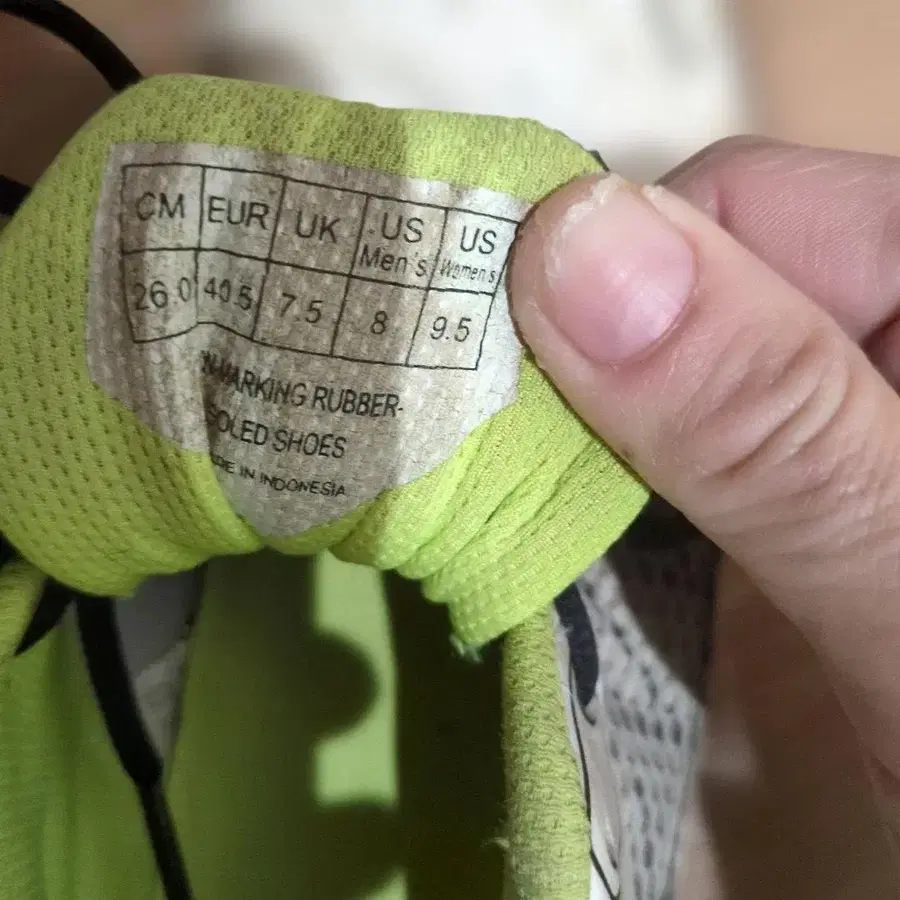 CM EUR UK US Men's US Women's
26.0 40.5 7.5 8 9.5
N-MARKING RUBBER-
SOLED SHOES
DE IN INDONESIA